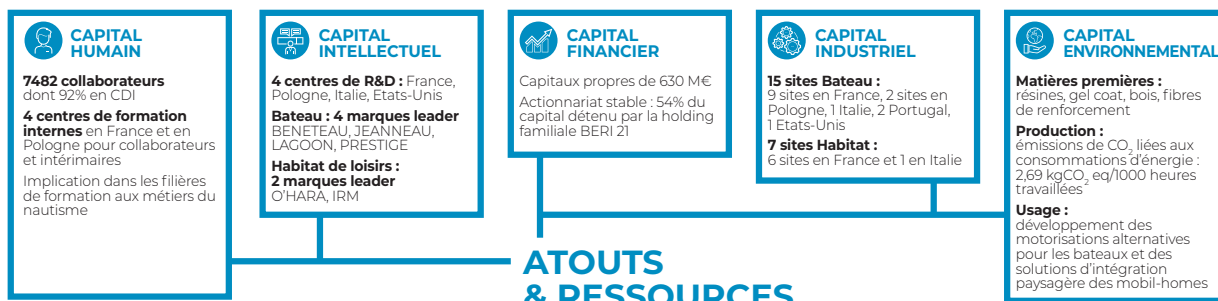 CAPITAL
HUMAIN
7482 collaborateurs
dont 92% en CDI
4 centres de formation
internes en France et en
Pologne pour collaborateurs
et intérimaires
Implication dans les filières
de formation aux métiers du
nautisme
CAPITAL
INTELLECTUEL
4 centres de R&D : France,
Pologne, Italie, Etats-Unis
Bateau : 4 marques leader
BENETEAU, JEANNEAU,
LAGOON, PRESTIGE
Habitat de loisirs :
2 marques leader
O'HARA, IRM
CAPITAL
FINANCIER
Capitaux propres de 630 M€
Actionnariat stable : 54% du
capital détenu par la holding
familiale BERI 21
CAPITAL
INDUSTRIEL
15 sites Bateau :
9 sites en France, 2 sites en
Pologne, 1 Italie, 2 Portugal,
1 Etats-Unis
7 sites Habitat :
6 sites en France et 1 en Italie
CAPITAL
ENVIRONNEMENTAL
Matières premières :
résines, gel coat, bois, fibres
de renforcement
Production :
émissions de CO₂ liées aux
consommations d'énergie :
2,69 kgCO₂ eq/1000 heures
travaillées²
Usage :
développement des
motorisations alternatives
pour les bateaux et des
solutions d'intégration
paysagère des mobil-homes
ATOUTS
& RESSOURCES